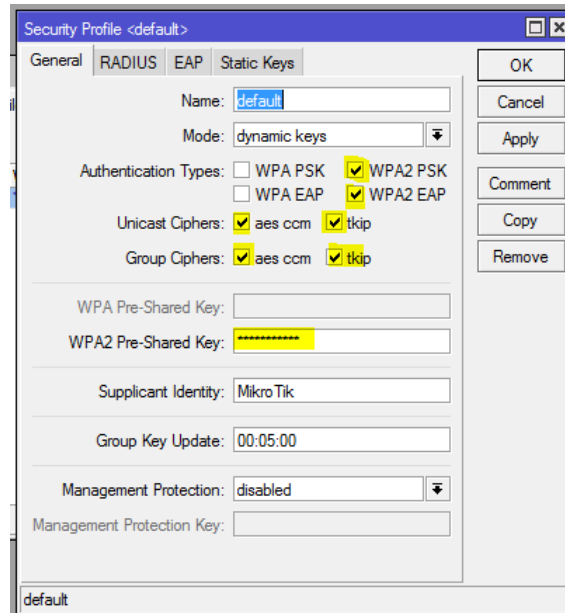 Security Profile <default>
General RADIUS EAP Static Keys
OK
Name: default
Cancel
Mode: dynamic keys
Apply
Authentication Types: WPA PSK WPA2 PSK
WPA EAP WPA2 EAP
Comment
Unicast Ciphers: aes ccm tkip
Copy
Group Ciphers: aes ccm tkip
Remove
WPA Pre-Shared Key:
WPA2 Pre-Shared Key: ***********
Supplicant Identity: MikroTik
Group Key Update: 00:05:00
Management Protection: disabled
Management Protection Key:
default